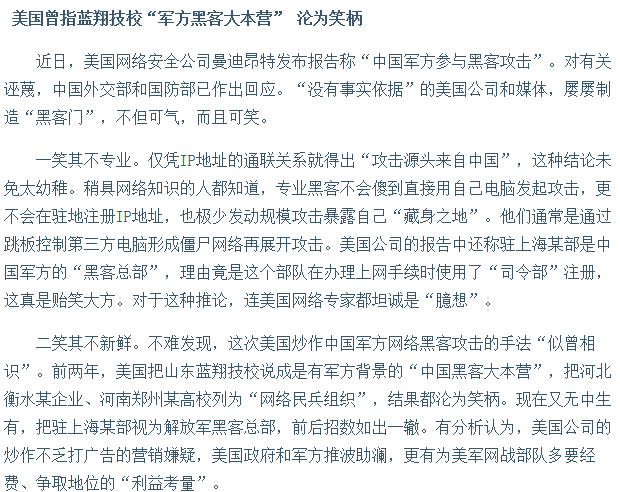 美国曾指蓝翔技校“军方黑客大本营” 沦为笑柄
近日，美国网络安全公司曼迪昂特发布报告称“中国军方参与黑客攻击”。对有关
诬蔑，中国外交部和国防部已作出回应。“没有事实依据”的美国公司和媒体，屡屡制
造“黑客门”，不但可气，而且可笑。
一笑其不专业。仅凭IP地址的通联关系就得出“攻击源头来自中国”，这种结论未
免太幼稚。稍具网络知识的人都知道，专业黑客不会傻到直接用自己电脑发起攻击，更
不会在驻地注册IP地址，也极少发动规模攻击暴露自己“藏身之地”。他们通常是通过
跳板控制第三方电脑形成僵尸网络再展开攻击。美国公司的报告中还称驻上海某部是中
国军方的“黑客总部”，理由竟是这个部队在办理上网手续时使用了“司令部”注册，
这真是贻笑大方。对于这种推论，连美国网络专家都坦诚是“臆想”。
二笑其不新鲜。不难发现，这次美国炒作中国军方网络黑客攻击的手法“似曾相
识”。前两年，美国把山东蓝翔技校说成是有军方背景的“中国黑客大本营”，把河北
衡水某企业、河南郑州某高校列为“网络民兵组织”，结果都沦为笑柄。现在又无中生
有，把驻上海某部视为解放军黑客总部，前后招数如出一辙。有分析认为，美国公司的
炒作不乏打广告的营销嫌疑，美国政府和军方推波助澜，更有为美军网战部队多要经
费、争取地位的“利益考量”。